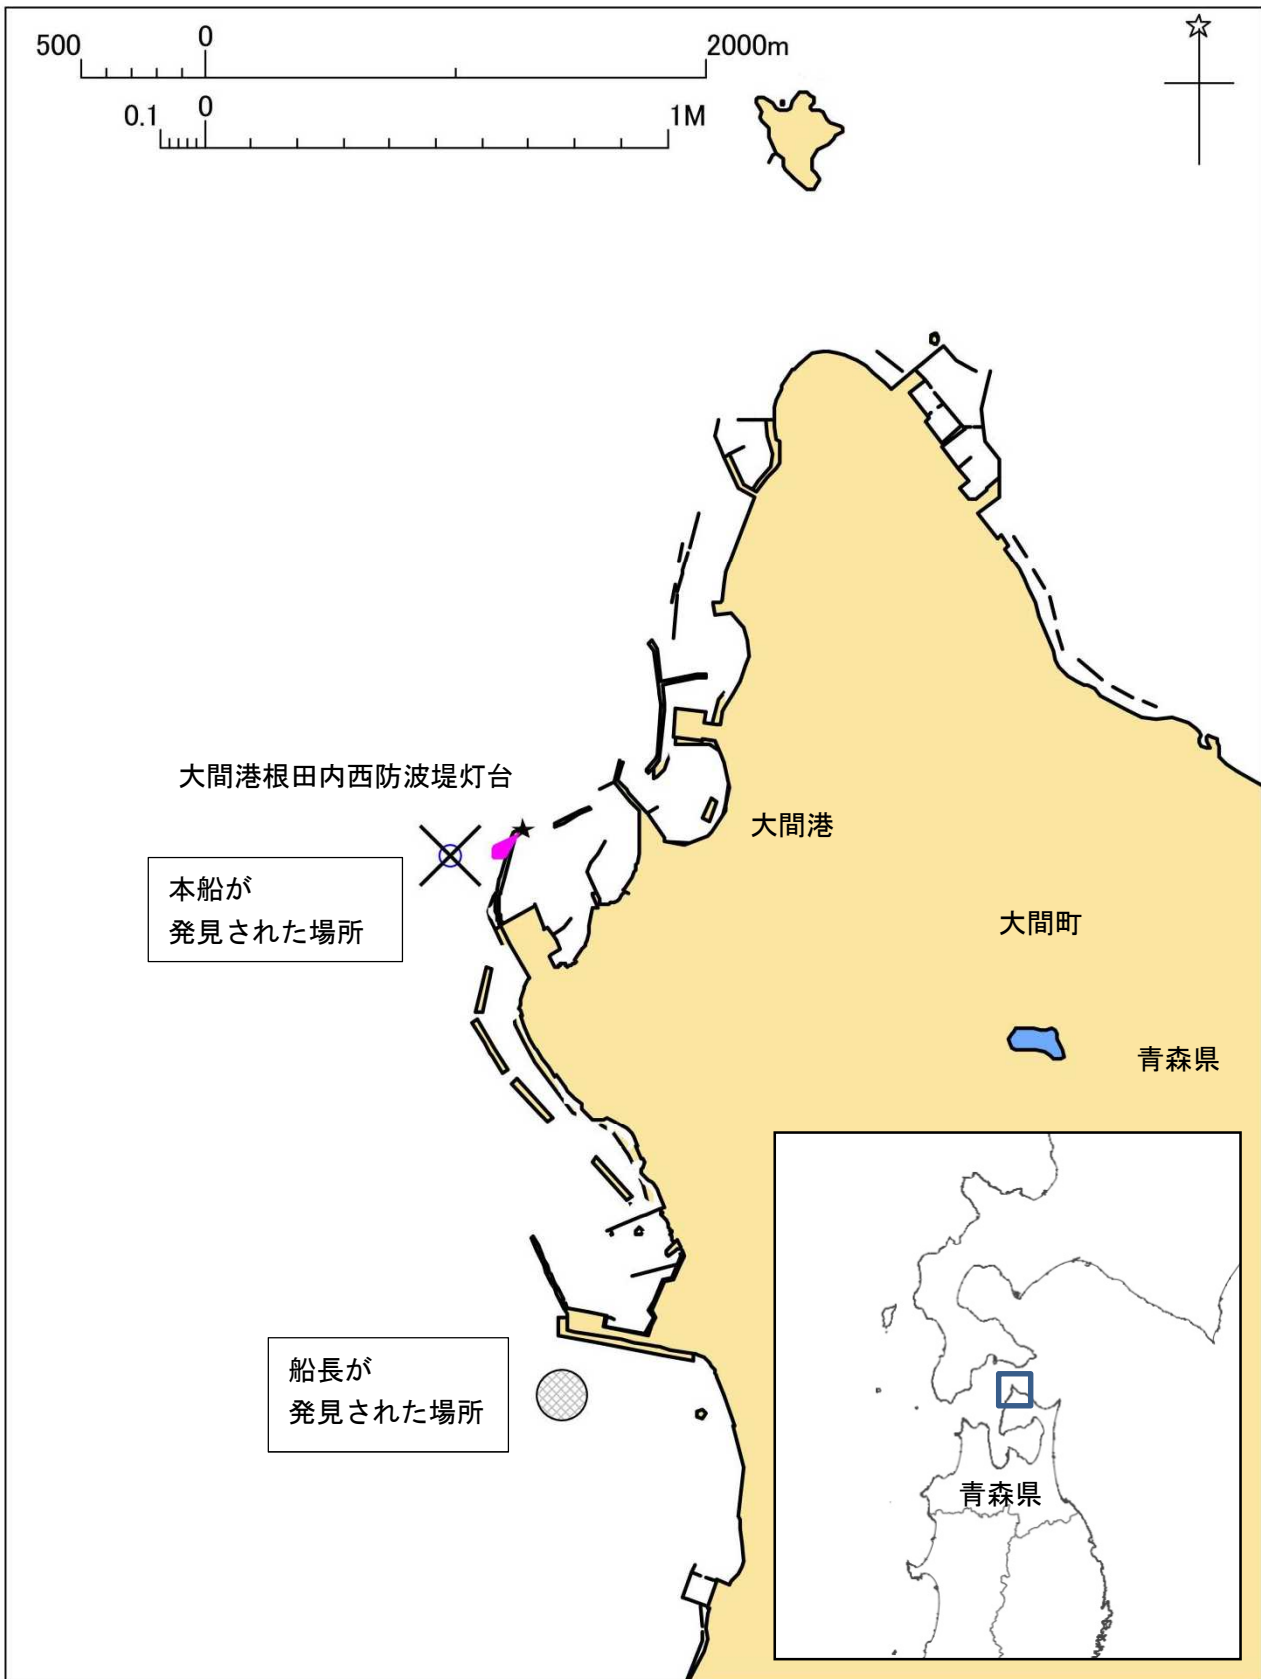 500 0 2000m
0.1 0 1M
大間港根田内西防波堤灯台
大間港
本船が
発見された場所
大間町
青森県
船長が
発見された場所
青森県